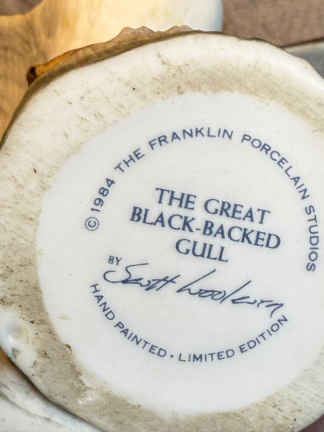 © 1984 THE FRANKLIN PORCELAIN STUDIOS
THE GREAT
BLACK-BACKED
GULL
BY
Scott Woolever
HAND PAINTED • LIMITED EDITION